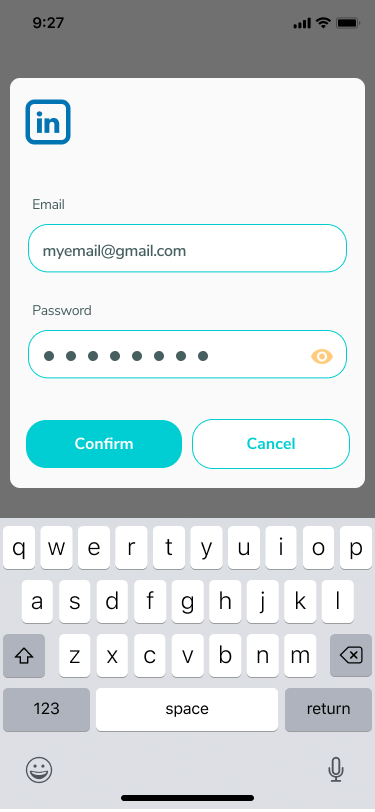 9:27
in
Email
myemail@gmail.com
Password
Confirm Cancel
q w e r t y u i o p
a s d f g h j k l
z x c v b n m
123 space return